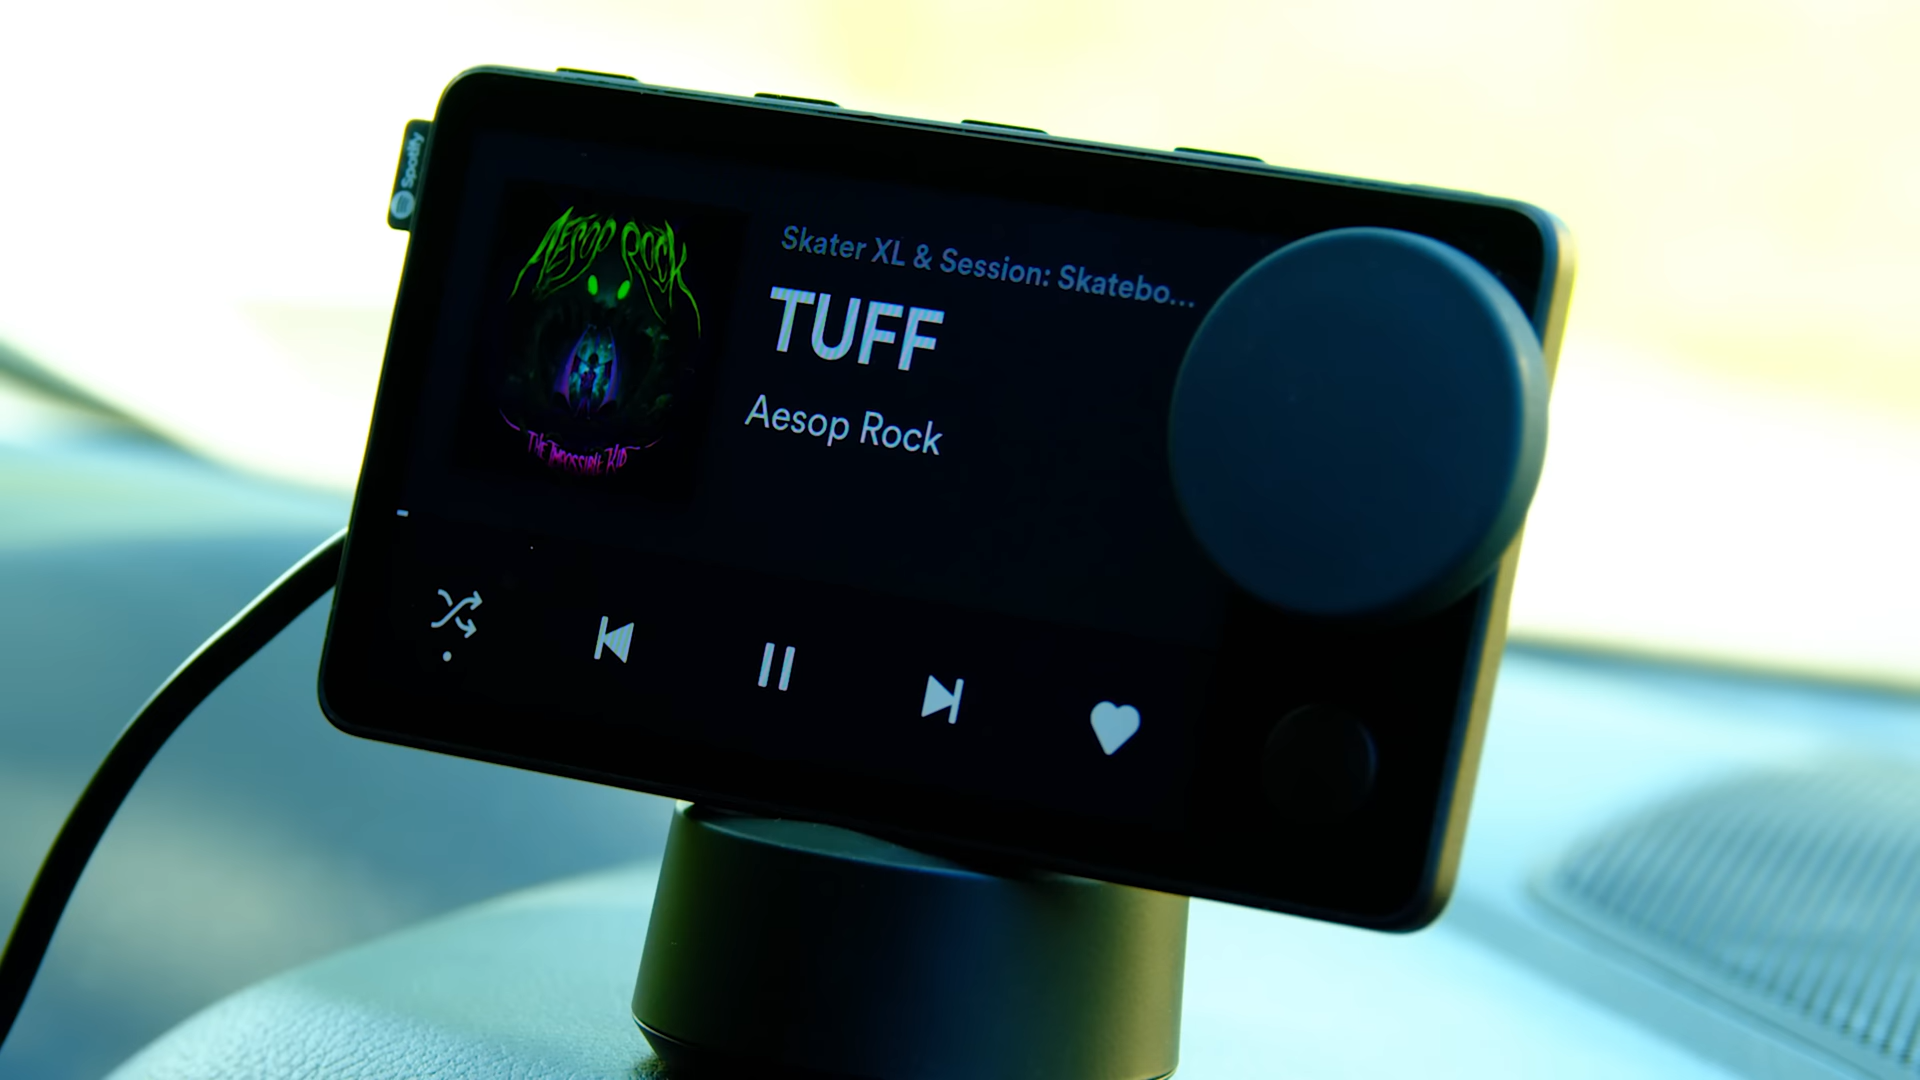 Spotify
AESOP ROCK
THE IMPOSSIBLE KID
Skater XL & Session: Skatebo...
TUFF
Aesop Rock